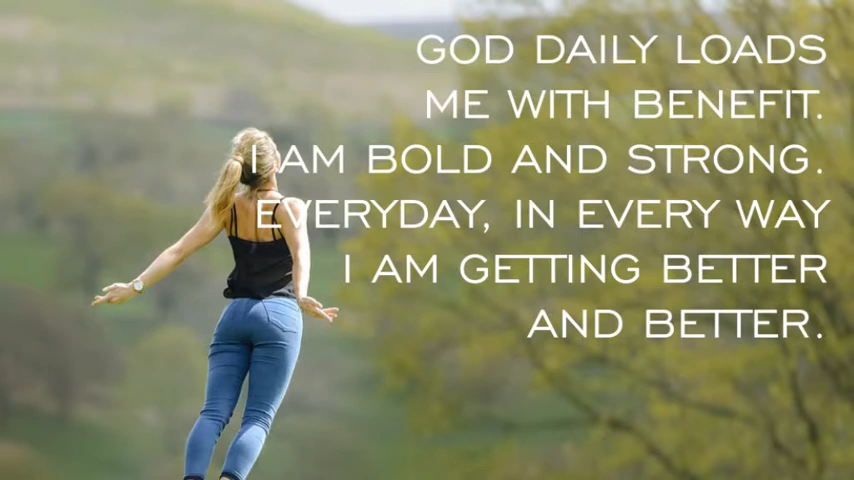 GOD DAILY LOADS
ME WITH BENEFIT.
I AM BOLD AND STRONG.
EVERYDAY, IN EVERY WAY
I AM GETTING BETTER
AND BETTER.